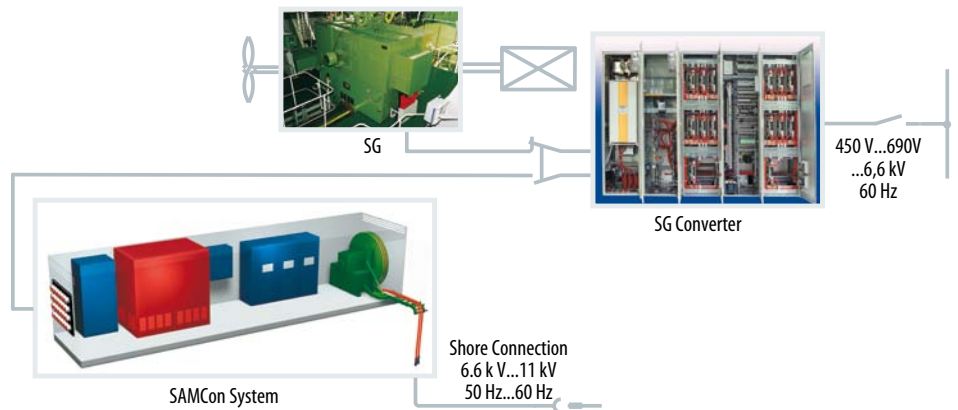 SG
450 V...690V
...6,6 kV
60 Hz
SG Converter
Shore Connection
6.6 k V...11 kV
50 Hz...60 Hz
SAMCon System